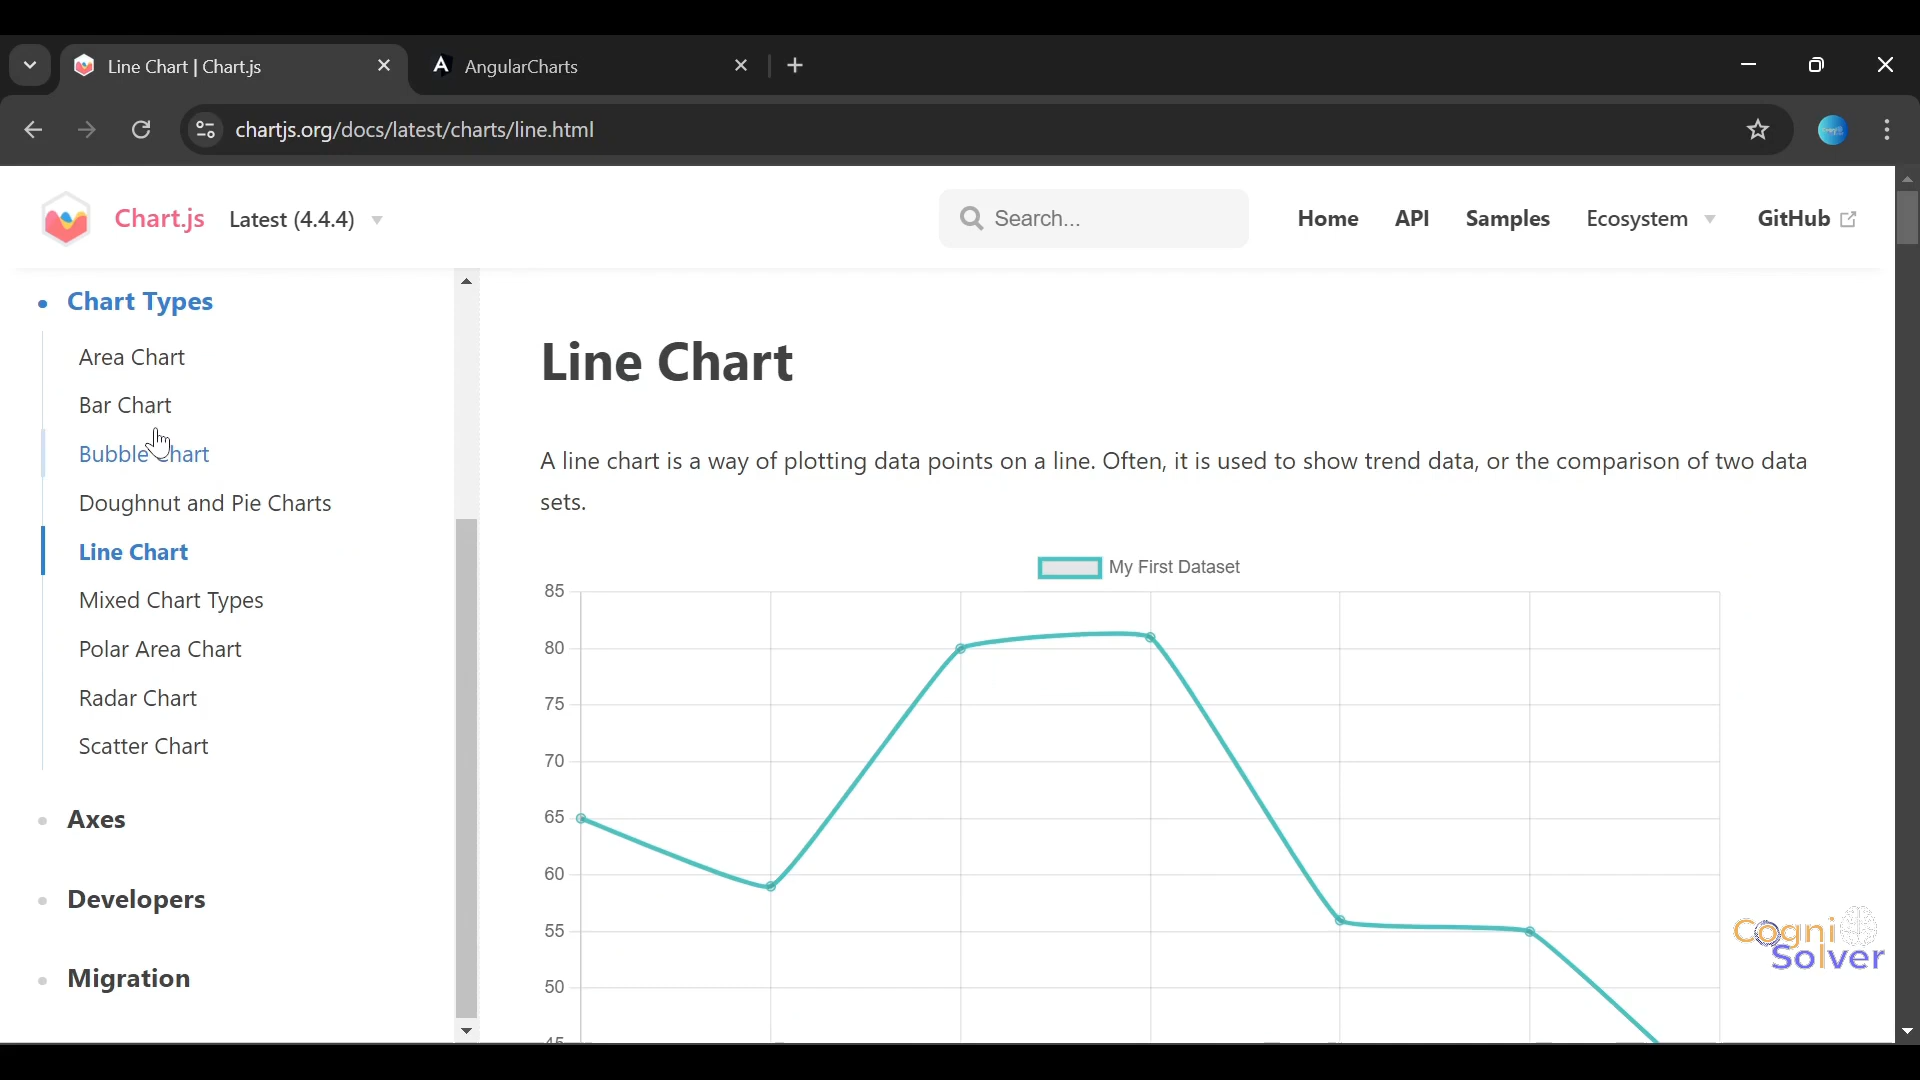 Line Chart | Chart.js
AngularCharts
chartjs.org/docs/latest/charts/line.html
Chart.js
Latest (4.4.4)
Search...
Home
API
Samples
Ecosystem
GitHub
Chart Types
Area Chart
Bar Chart
Bubble Chart
Doughnut and Pie Charts
Line Chart
Mixed Chart Types
Polar Area Chart
Radar Chart
Scatter Chart
Axes
Developers
Migration
Line Chart
A line chart is a way of plotting data points on a line. Often, it is used to show trend data, or the comparison of two data
sets.
My First Dataset
85
80
75
70
65
60
55
50
45
Cogni
Solver